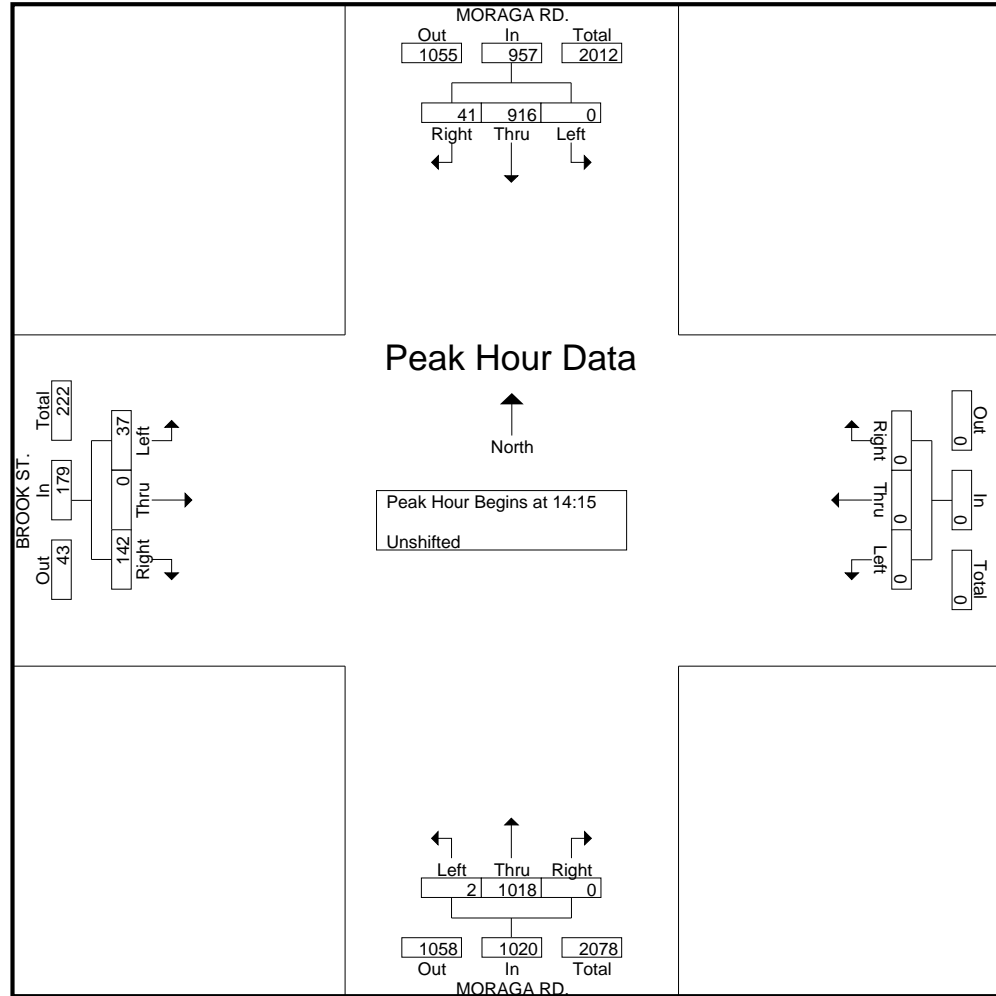 MORAGA RD.
Out In Total
1055 957 2012
41 916 0
Right Thru Left
Peak Hour Data
North
Peak Hour Begins at 14:15
Unshifted
BROOK ST.
Out In Total
43 179 222
Right Thru Left
142 0 37
Out In Total
0 0 0
Right Thru Left
0 0 0
Left Thru Right
2 1018 0
1058 1020 2078
Out In Total
MORAGA RD.